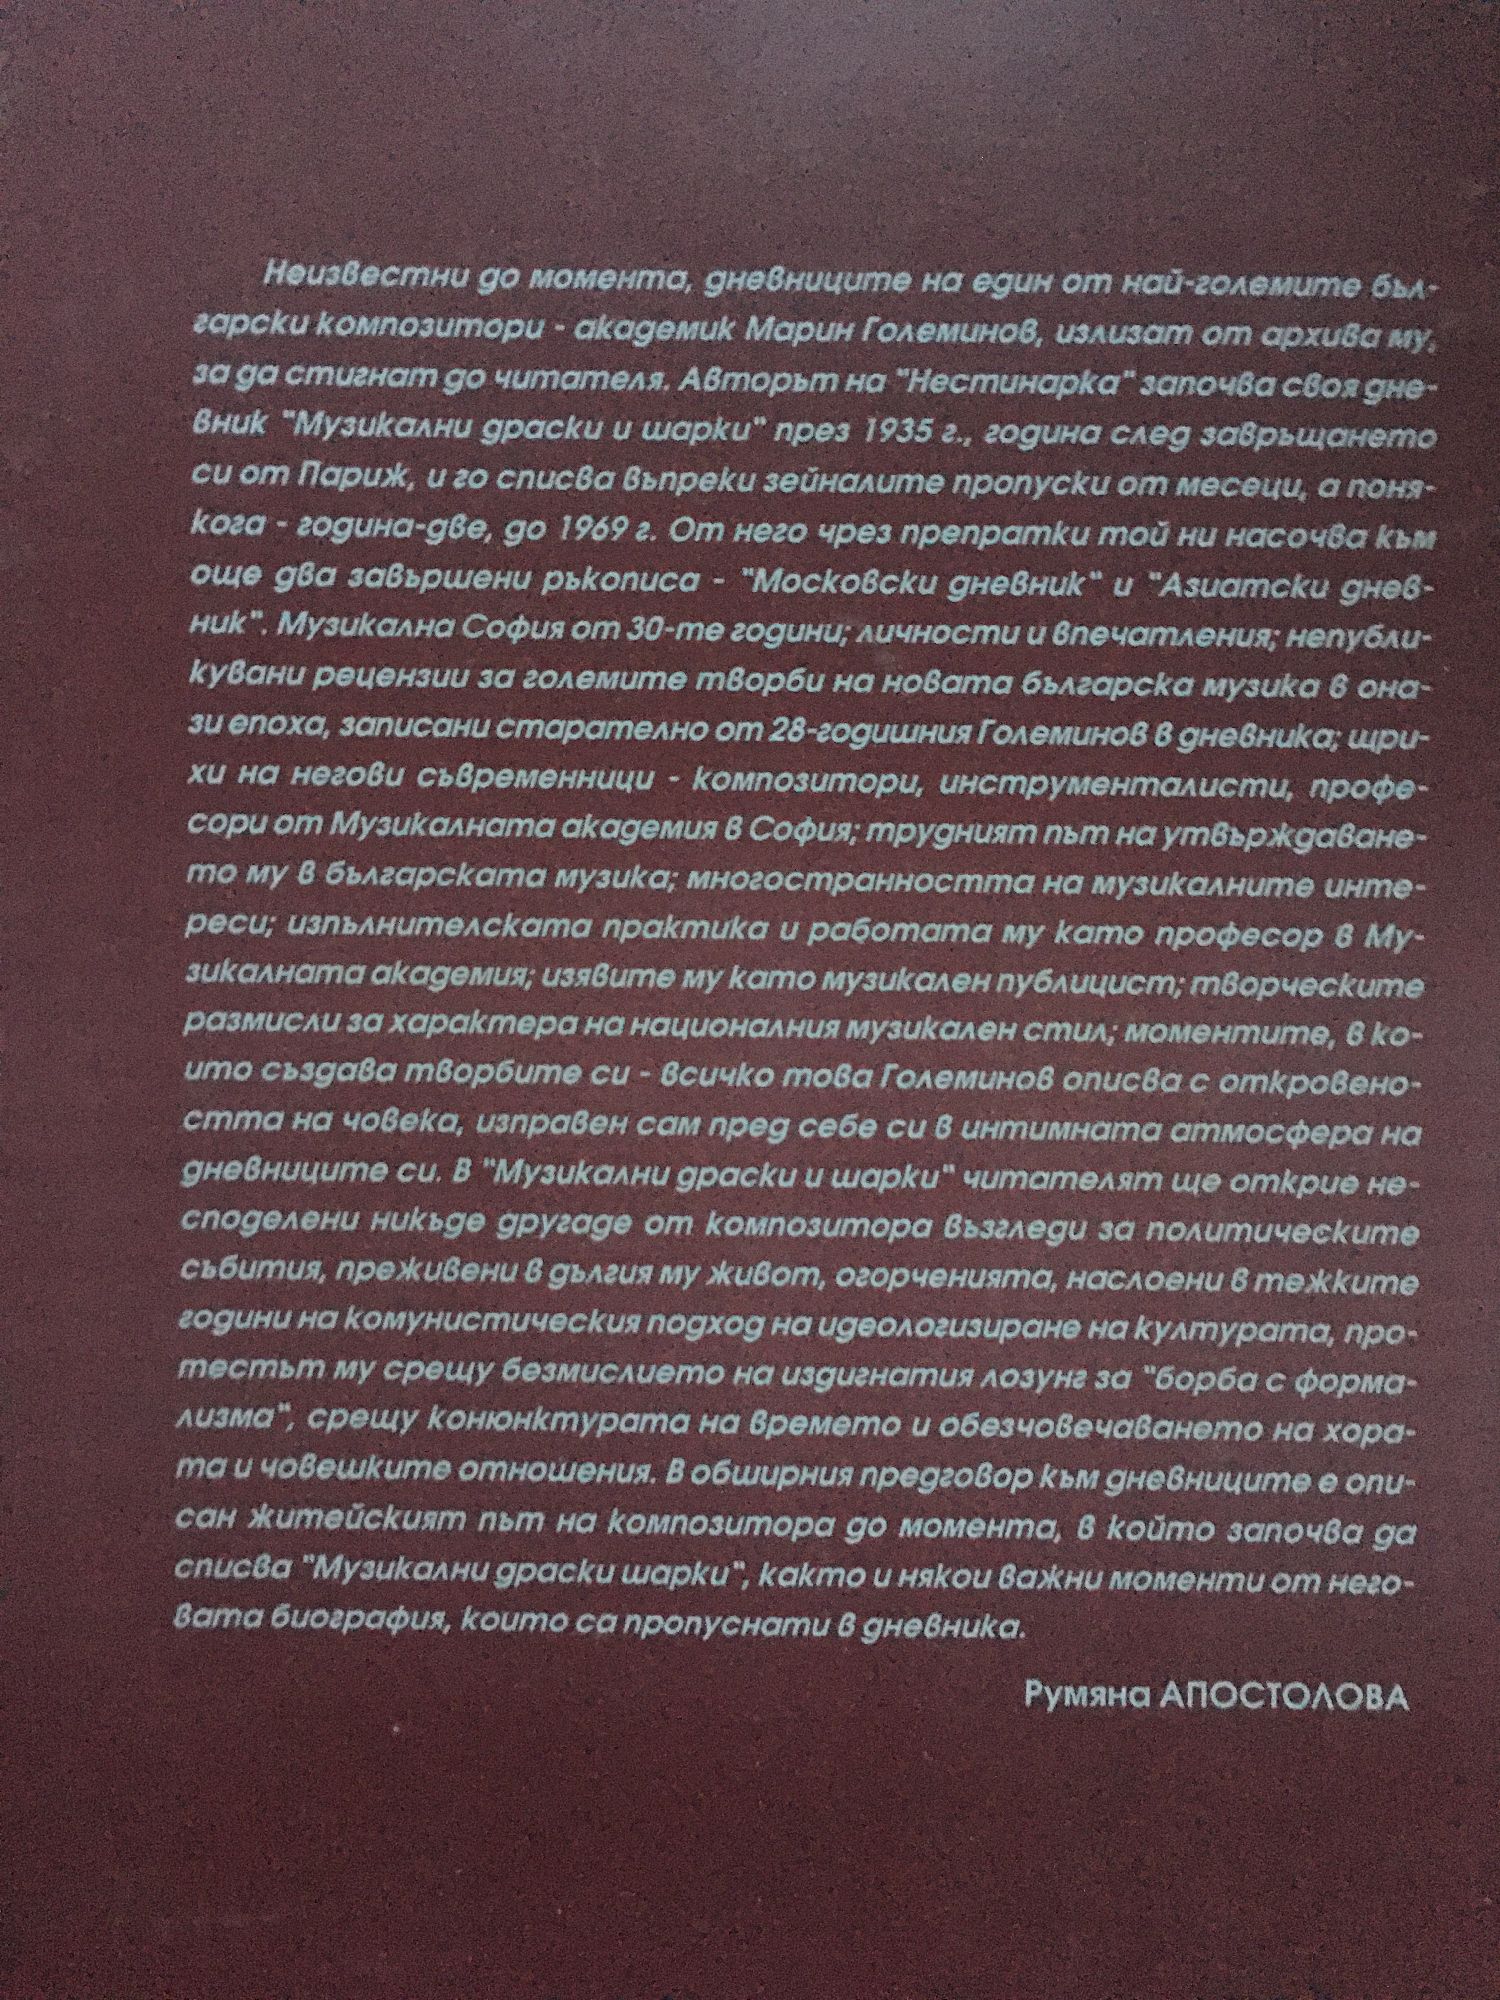 Неизвестни до момента, дневниците на един от най-големите бъл-
гарски композитори - академик Марин Големинов, излизат от архива му,
за да стигнат до читателя. Авторът на "Нестинарка" започва своя дне-
вник "Музикални драски и шарки" през 1935 г., година след завръщането
си от Париж, и го списва въпреки зейналите пропуски от месеци, а поня-
кога - година-две, до 1969 г. От него чрез препратки той ни насочва към
още два завършени ръкописа - "Московски дневник" и "Азиатски днев-
ник". Музикална София от 30-те години; личности и впечатления; непубли-
кувани рецензии за големите творби на новата българска музика в она-
зи епоха, записани старателно от 28-годишния Големинов в дневника; щри-
хи на негови съвременници - композитори, инструменталисти, профе-
сори от Музикалната академия в София; трудният път на утвърждаване-
то му в българската музика; многостранността на музикалните инте-
реси; изпълнителската практика и работата му като професор в Му-
зикалната академия; изявите му като музикален публицист; творческите
размисли за характера на националния музикален стил; моментите, в ко-
ито създава творбите си - всичко това Големинов описва с откровено-
стта на човека, изправен сам пред себе си в интимната атмосфера на
дневниците си. В "Музикални драски и шарки" читателят ще открие не-
споделени никъде другаде от композитора възгледи за политическите
събития, преживени в дългия му живот, огорченията, наслоени в тежките
години на комунистическия подход на идеологизиране на културата, про-
тестът му срещу безмислието на издигнатия лозунг за "борба с форма-
лизма", срещу конюнктурата на времето и обезчовечаването на хора-
та и човешките отношения. В обширния предговор към дневниците е опи-
сан житейският път на композитора до момента, в който започва да
списва "Музикални драски шарки", както и някои важни моменти от него-
вата биография, които са пропуснати в дневника.
Румяна АПОСТОЛОВА